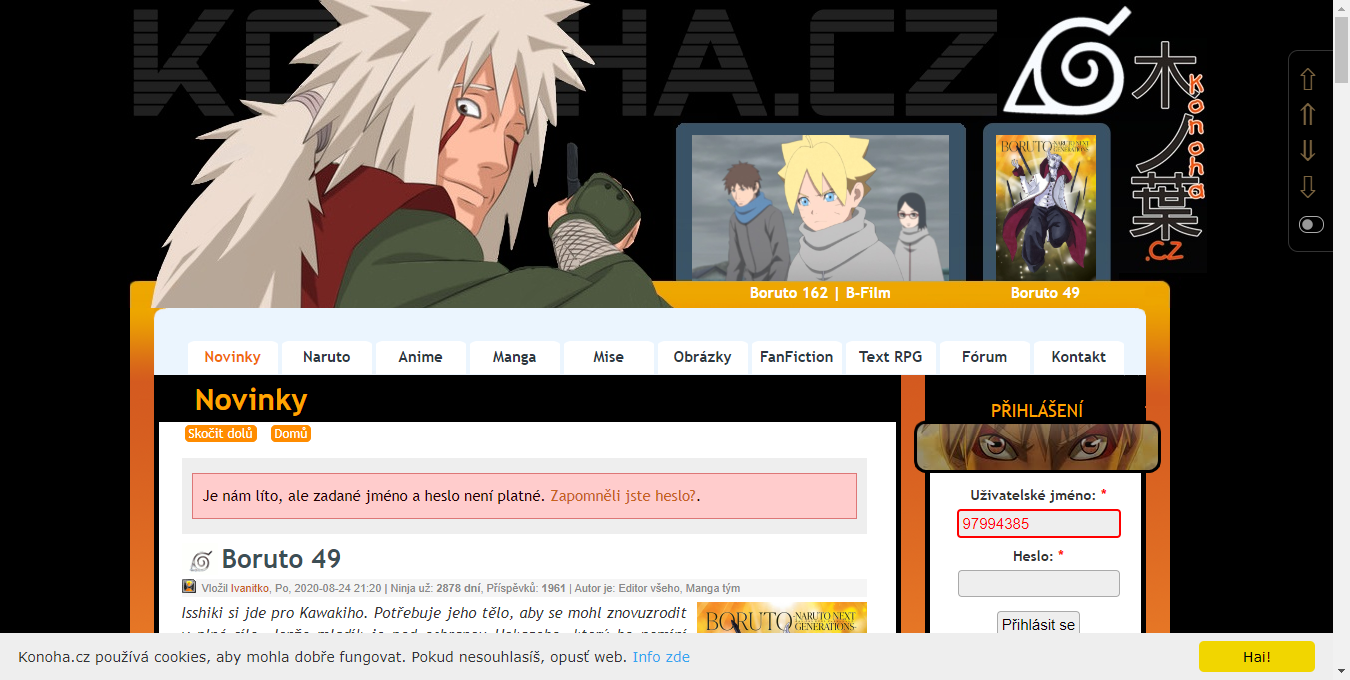 KONOHA.CZ
木ノ葉
Konoha
.CZ
BORUTO NARUTO NEXT GENERATIONS
Boruto 162 | B-Film
Boruto 49
Novinky
Naruto
Anime
Manga
Mise
Obrázky
FanFiction
Text RPG
Fórum
Kontakt
Novinky
Skočit dolů
Domů
Je nám líto, ale zadané jméno a heslo není platné. Zapomněli jste heslo?.
Boruto 49
Vložil Ivanitko, Po, 2020-08-24 21:20 | Ninja už: 2878 dní, Příspěvků: 1961 | Autor je: Editor všeho, Manga tým
Isshiki si jde pro Kawakiho. Potřebuje jeho tělo, aby se mohl znovuzrodit
BORUTO -NARUTO NEXT GENERATIONS-
PŘIHLÁŠENÍ
Uživatelské jméno: *
97994385
Heslo: *
Přihlásit se
Konoha.cz používá cookies, aby mohla dobře fungovat. Pokud nesouhlasíš, opusť web. Info zde
Hai!